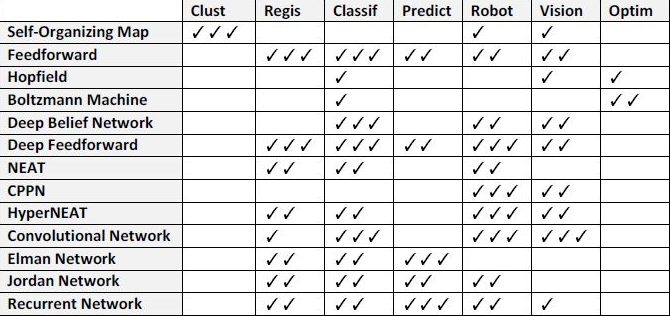 Clust Regis Classif Predict Robot Vision Optim
Self-Organizing Map ✓✓✓ ✓ ✓
Feedforward ✓✓✓ ✓✓✓ ✓✓ ✓✓ ✓✓
Hopfield ✓ ✓ ✓
Boltzmann Machine ✓ ✓✓
Deep Belief Network ✓✓✓ ✓✓ ✓✓
Deep Feedforward ✓✓✓ ✓✓✓ ✓✓ ✓✓✓ ✓✓
NEAT ✓✓ ✓✓ ✓✓
CPPN ✓✓✓ ✓✓
HyperNEAT ✓✓ ✓✓ ✓✓✓ ✓✓
Convolutional Network ✓ ✓✓✓ ✓✓✓ ✓✓✓
Elman Network ✓✓ ✓✓ ✓✓✓
Jordan Network ✓✓ ✓✓ ✓✓ ✓✓
Recurrent Network ✓✓ ✓✓ ✓✓✓ ✓✓ ✓